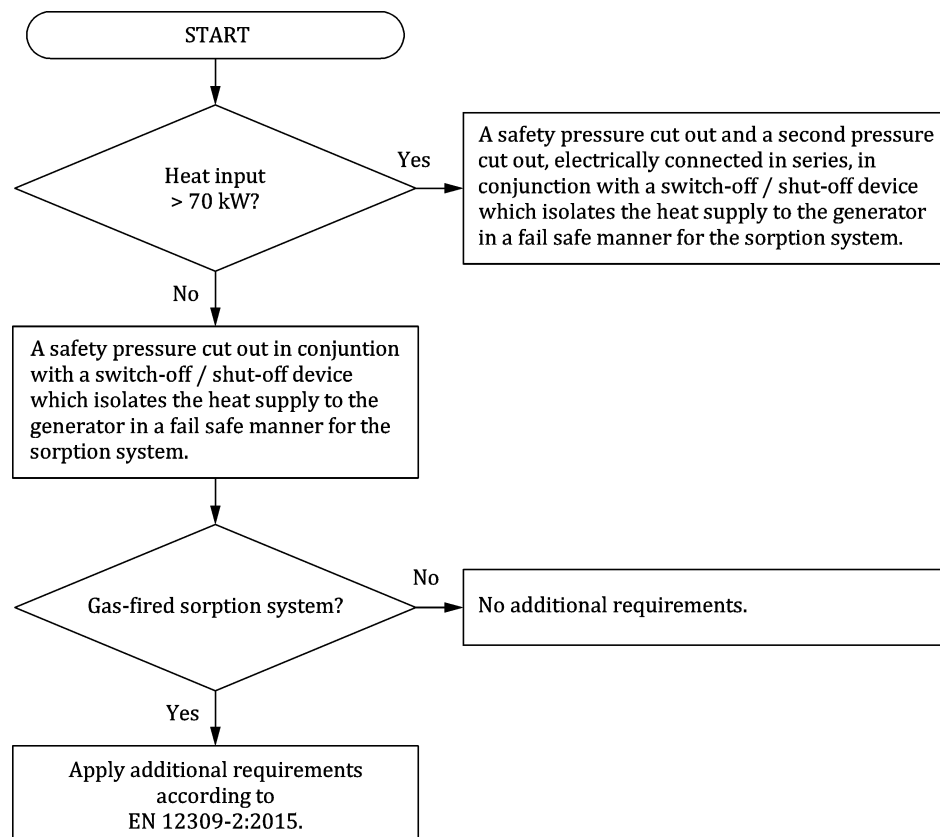 START
Heat input
> 70 kW?
Yes
A safety pressure cut out and a second pressure
cut out, electrically connected in series, in
conjunction with a switch-off / shut-off device
which isolates the heat supply to the generator
in a fail safe manner for the sorption system.
No
A safety pressure cut out in conjuntion
with a switch-off / shut-off device
which isolates the heat supply to the
generator in a fail safe manner for the
sorption system.
Gas-fired sorption system?
No
No additional requirements.
Yes
Apply additional requirements
according to
EN 12309-2:2015.